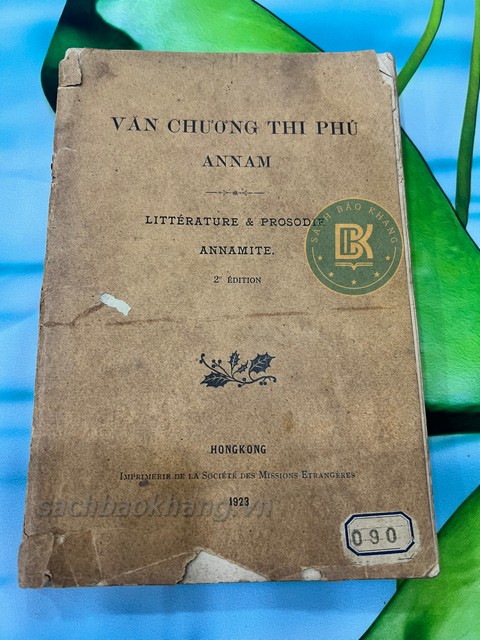 VĂN CHƯƠNG THI PHÚ
ANNAM
LITTÉRATURE & PROSODIE
ANNAMITE.
2ᵉ ÉDITION
SÁCH BẢO KHANG
BK
HONGKONG
IMPRIMERIE DE LA SOCIÉTÉ DES MISSIONS ETRANGÈRES
1923
sachbaokhang.vn
090